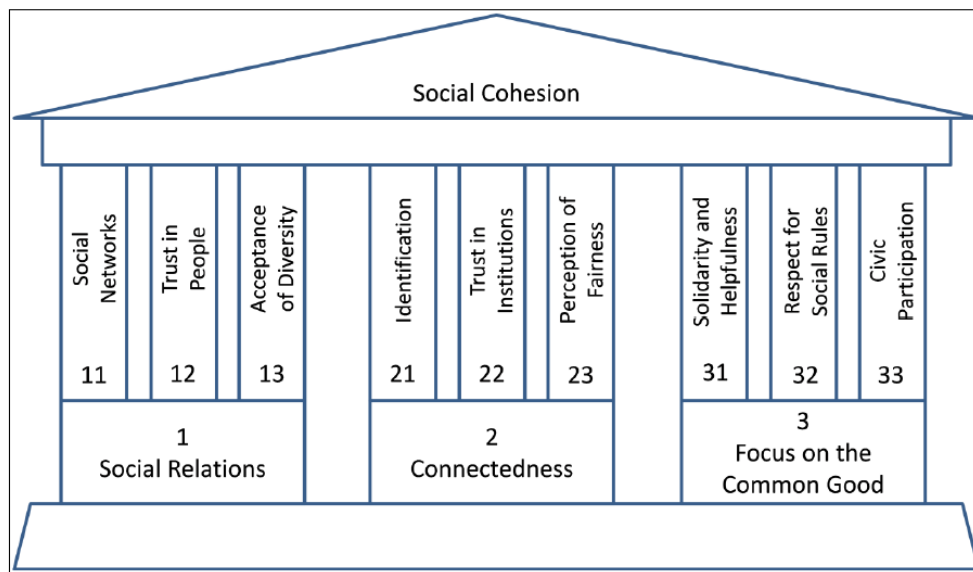 Social Cohesion
Social
Networks
11
Trust in
People
12
Acceptance
of Diversity
13
Identification
21
Trust in
Institutions
22
Perception of
Fairness
23
Solidarity and
Helpfulness
31
Respect for
Social Rules
32
Civic
Participation
33
1
Social Relations
2
Connectedness
3
Focus on the
Common Good